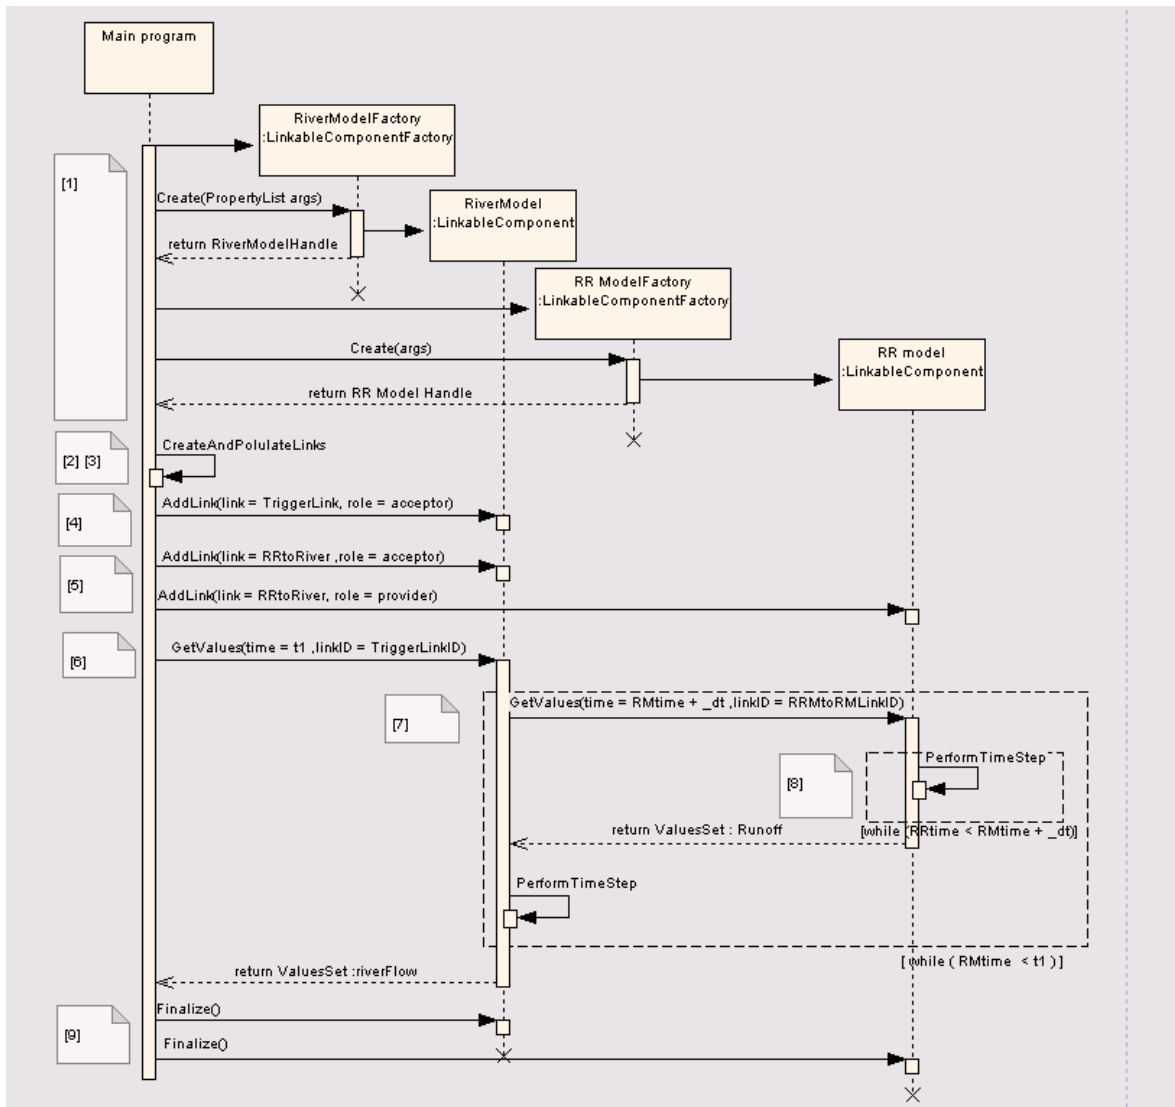 Main program
RiverModelFactory
:LinkableComponentFactory
[1]
Create(PropertyList args)
RiverModel
:LinkableComponent
return RiverModelHandle
RR ModelFactory
:LinkableComponentFactory
Create(args)
RR model
:LinkableComponent
return RR Model Handle
CreateAndPolulateLinks
[2] [3]
AddLink(link = TriggerLink, role = acceptor)
[4]
AddLink(link = RRtoRiver ,role = acceptor)
[5]
AddLink(link = RRtoRiver, role = provider)
GetValues(time = t1 ,linkID = TriggerLinkID)
[6]
GetValues(time = RMtime + _dt ,linkID = RRMtoRMLinkID)
[7]
PerformTimeStep
[8]
return ValuesSet : Runoff
[while (RRtime < RMtime + _dt)]
PerformTimeStep
[ while ( RMtime < t1 ) ]
return ValuesSet :riverFlow
Finalize()
[9]
Finalize()